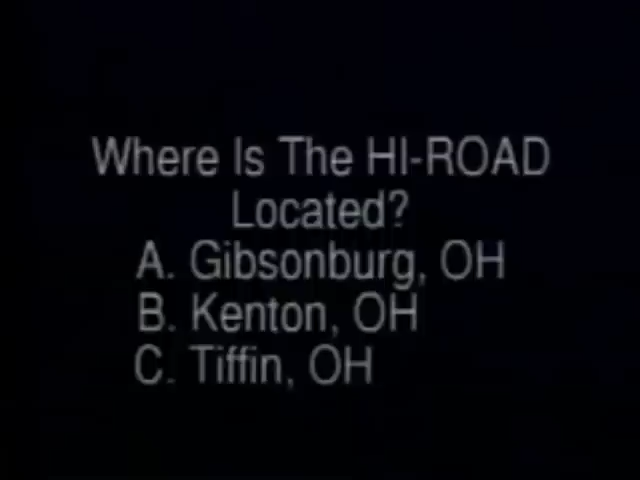 Where Is The HI-ROAD
Located?
A. Gibsonburg, OH
B. Kenton, OH
C. Tiffin, OH